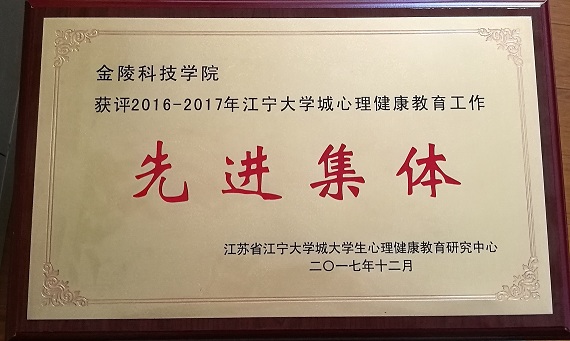 金陵科技学院
获评2016-2017年江宁大学城心理健康教育工作
先进集体
江苏省江宁大学城大学生心理健康教育研究中心
二〇一七年十二月